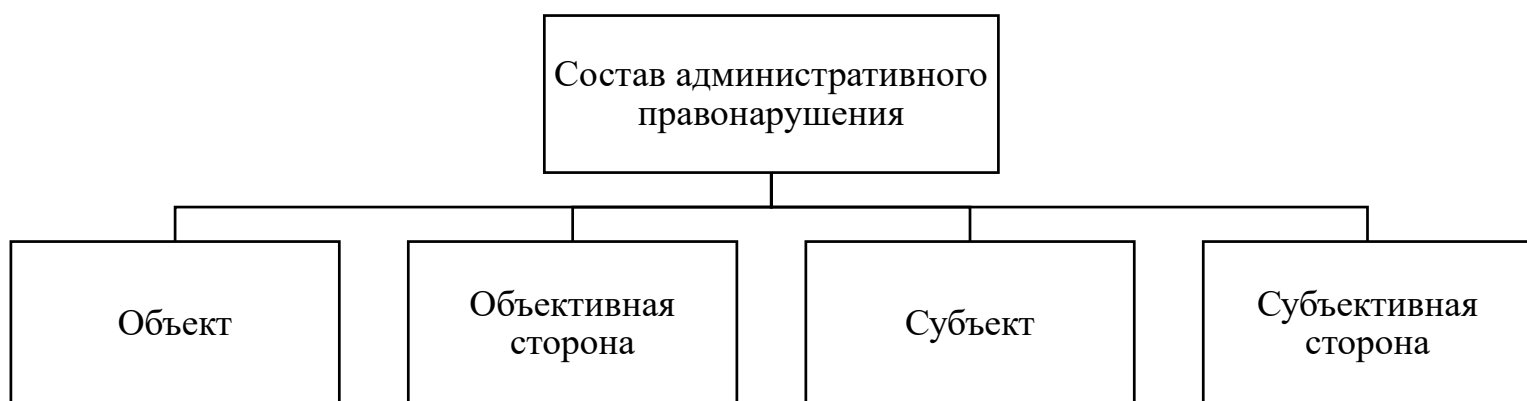 Состав административного
правонарушения
Объект
Объективная
сторона
Субъект
Субъективная
сторона